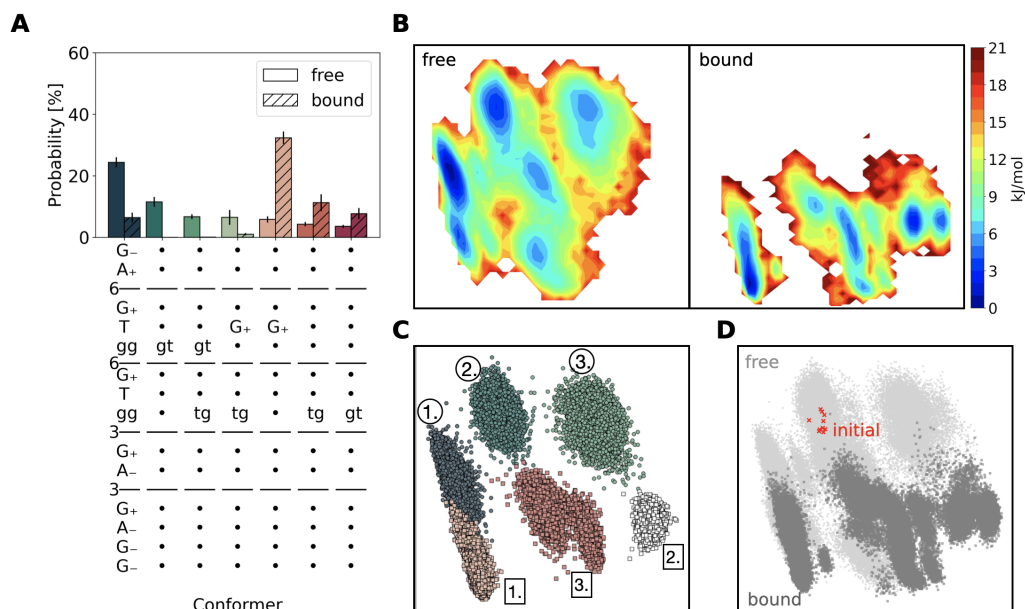 A
Probability [%]
60
40
20
0
free
bound
G₋ • • • • • •
A₊ • • • • • •
6
G₊ • • • • • •
T • • G₊ G₊ • •
gg gt gt • • • •
6
G₊ • • • • • •
T • • • • • •
gg • tg tg • tg gt
3
G₊ • • • • • •
A₋ • • • • • •
3
G₊ • • • • • •
A₋ • • • • • •
G₋ • • • • • •
G₋ • • • • • •
Conformer
B
free
bound
21
18
15
12
9
6
3
0
kJ/mol
C
1.
2.
3.
1.
3.
2.
D
free
initial
bound